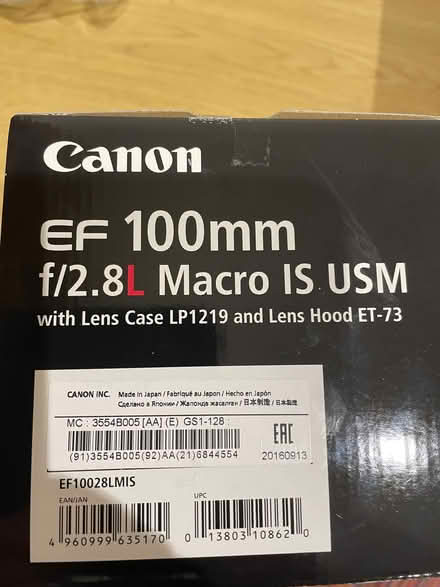 Canon
EF 100mm
f/2.8L Macro IS USM
with Lens Case LP1219 and Lens Hood ET-73
CANON INC. Made in Japan / Fabriqué au Japon / Hecho en Japón
Сделано в Японии / Жапонда жасалған / 日本制造 / 日本製造
MC : 3554B005 [AA] (E) GS1-128 :
EAC
(91)3554B005(92)AA(21)6844554
20160913
EF10028LMIS
EAN/JAN UPC
4 960999 635170 0 13803 10862 0